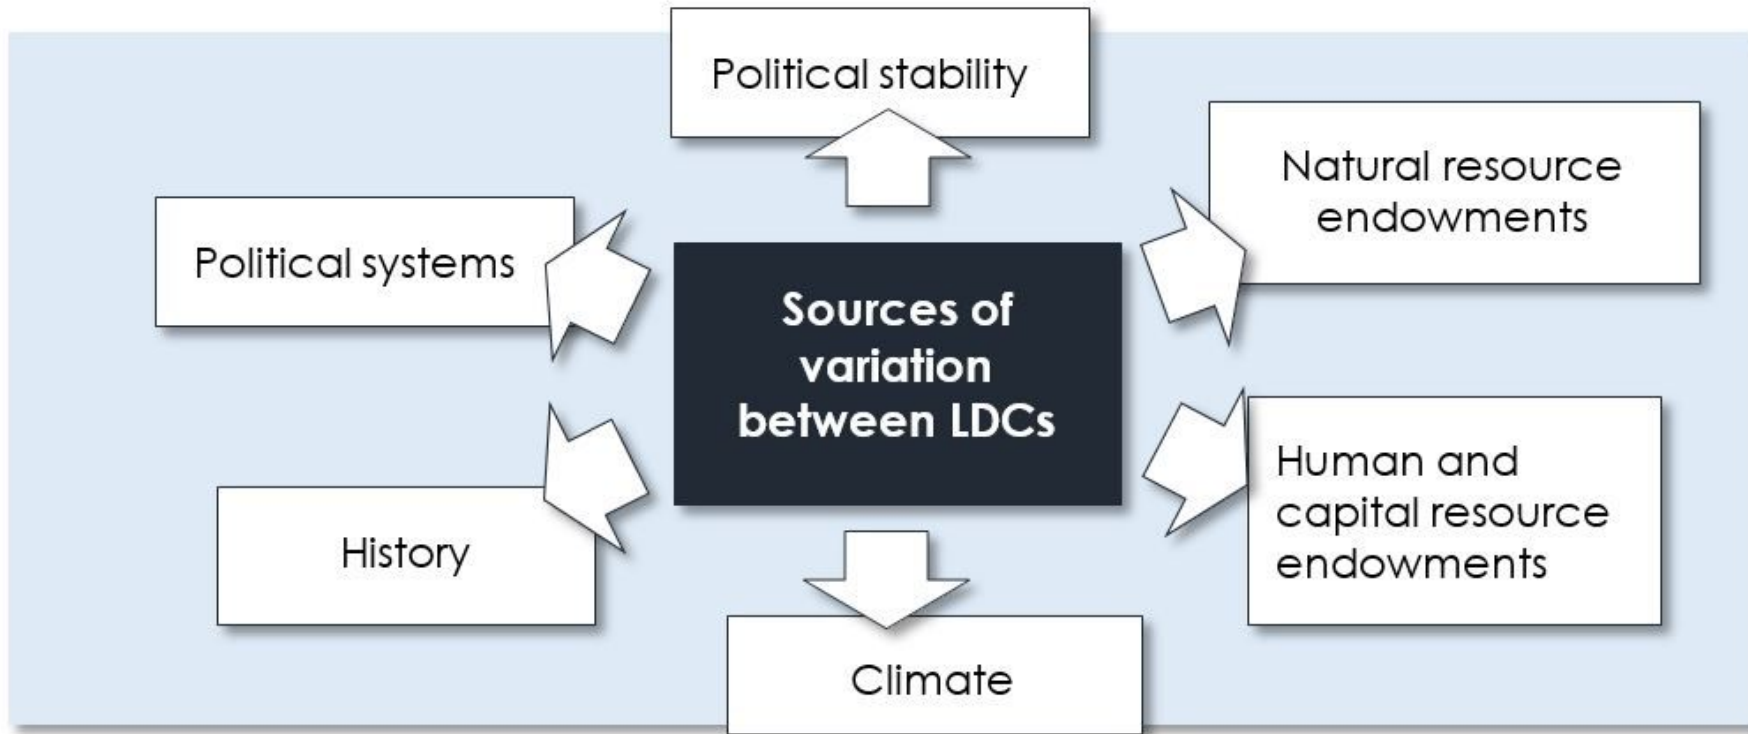 Political stability
Natural resource
endowments
Political systems
Sources of
variation
between LDCs
Human and
capital resource
endowments
History
Climate